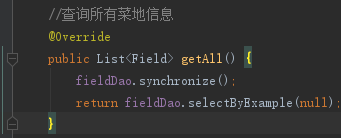 //查询所有菜地信息
@Override
public List<Field> getAll() {
fieldDao.synchronize();
return fieldDao.selectByExample(null);
}